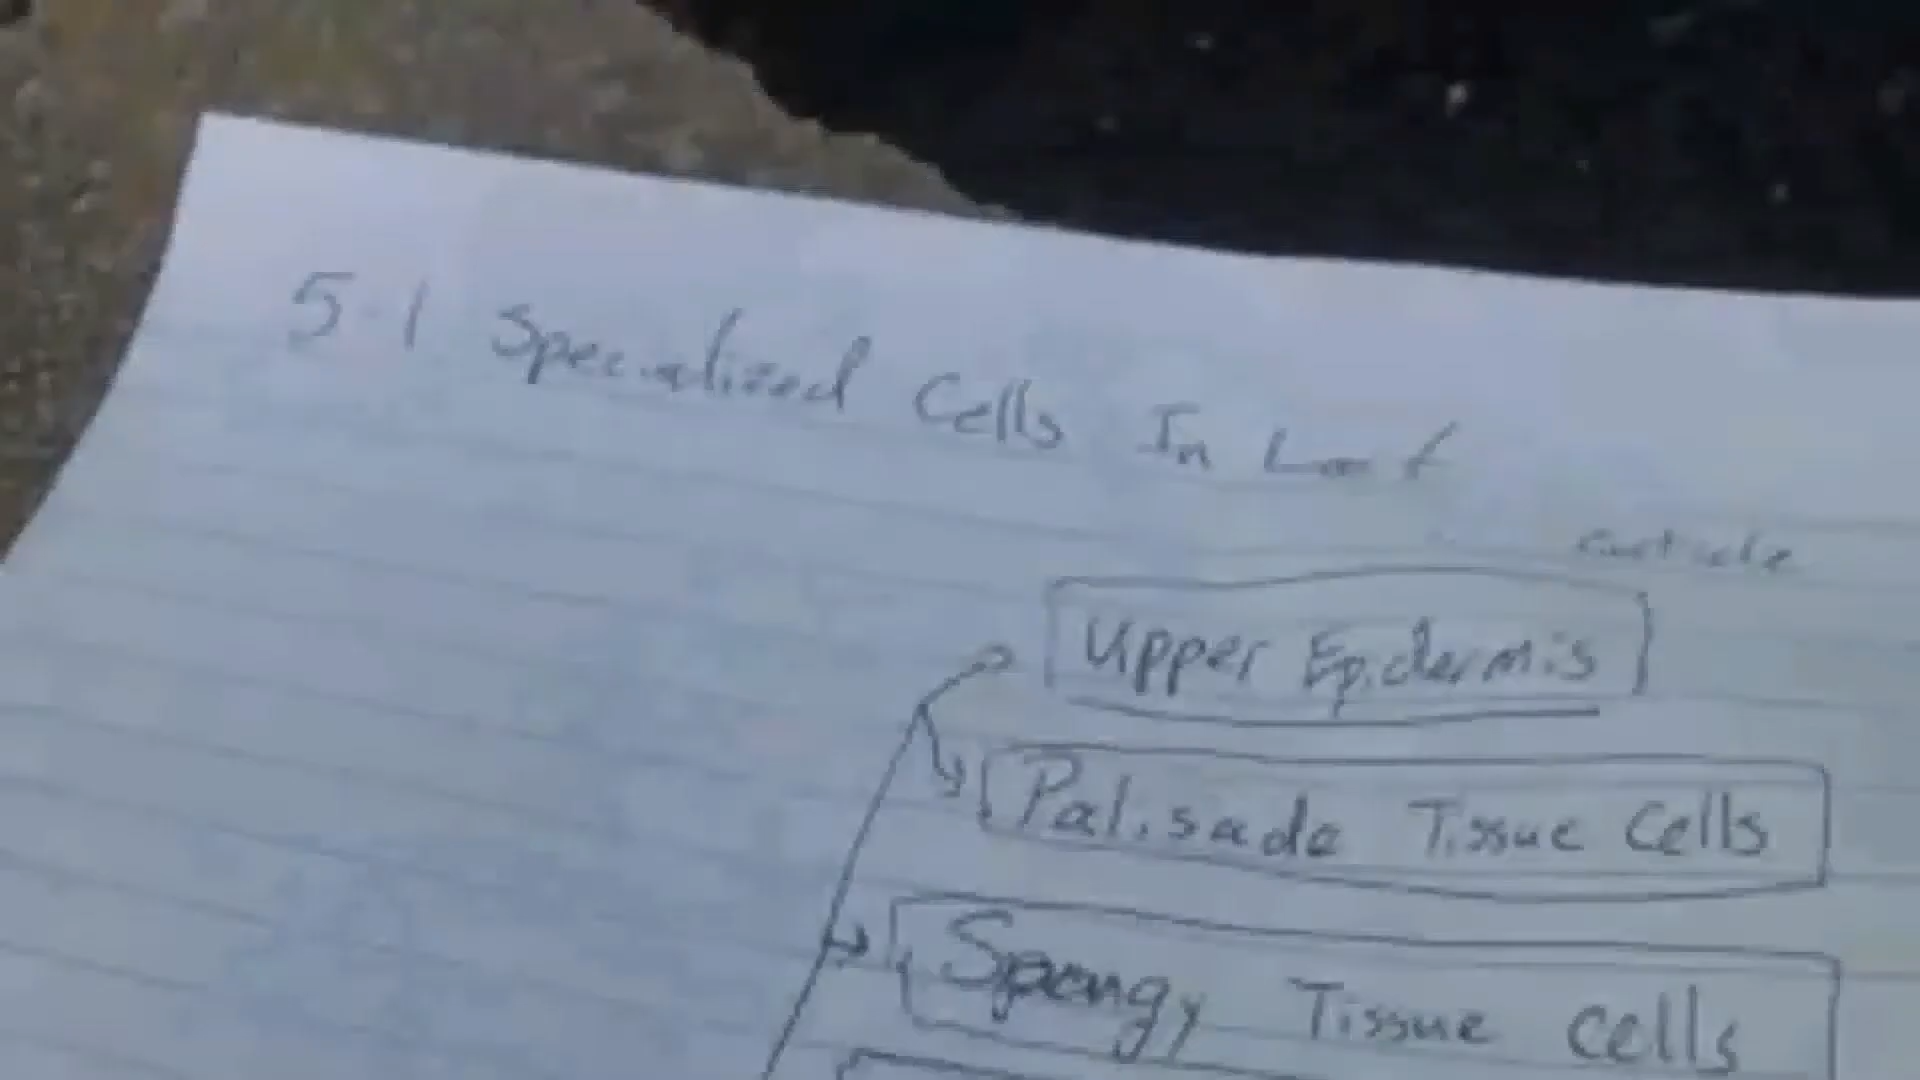 5-1 Specialized Cells In Leaf
cuticle
Upper Epidermis
Palisade Tissue Cells
Spongy Tissue Cells